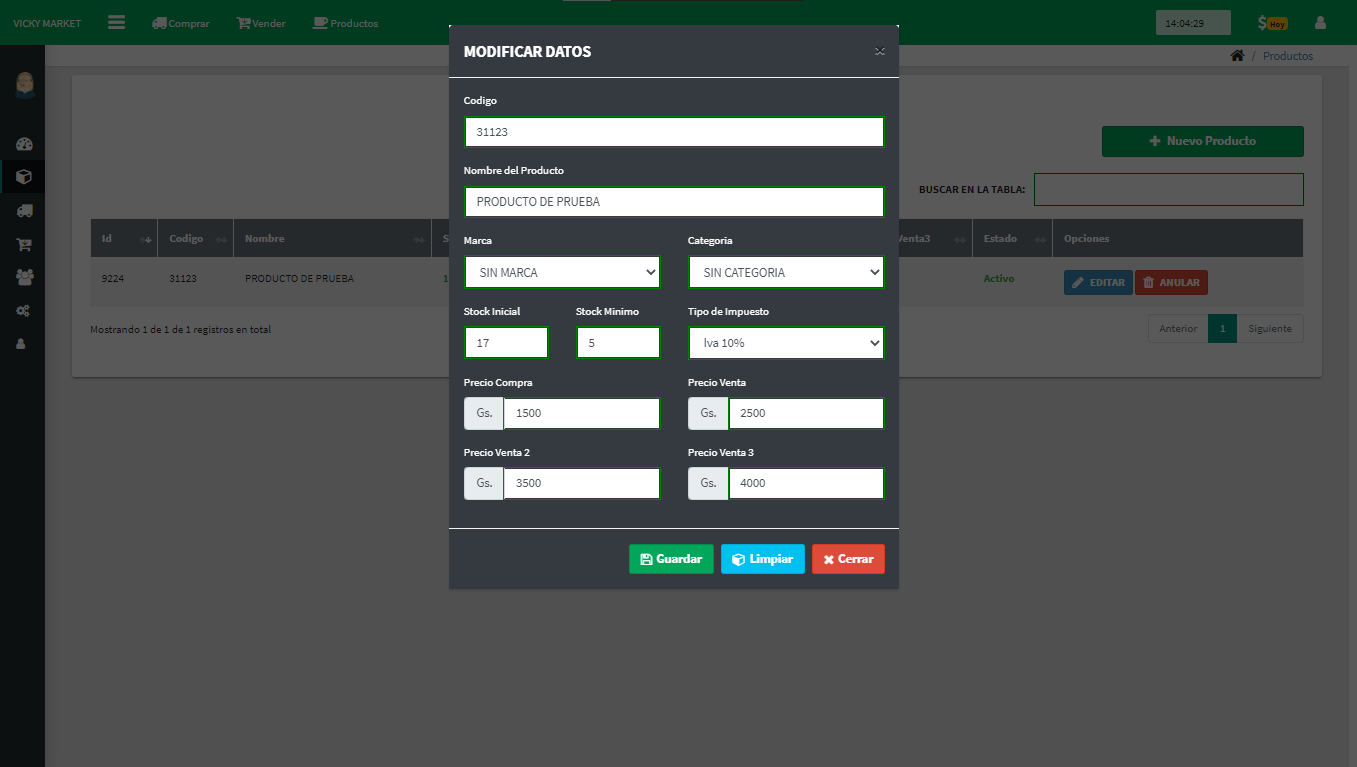 VICKY MARKET Comprar Vender Productos 14:04:29 $ Hoy
/ Productos
MODIFICAR DATOS ×
Codigo
31123
Nombre del Producto
PRODUCTO DE PRUEBA
Marca Categoria
SIN MARCA SIN CATEGORIA
Stock Inicial Stock Minimo Tipo de Impuesto
17 5 Iva 10%
Precio Compra Precio Venta
Gs. 1500 Gs. 2500
Precio Venta 2 Precio Venta 3
Gs. 3500 Gs. 4000
Guardar Limpiar Cerrar
Nuevo Producto
BUSCAR EN LA TABLA:
Id Codigo Nombre Estado Opciones
9224 31123 PRODUCTO DE PRUEBA Activo EDITAR ANULAR
Mostrando 1 de 1 de 1 registros en total Anterior 1 Siguiente